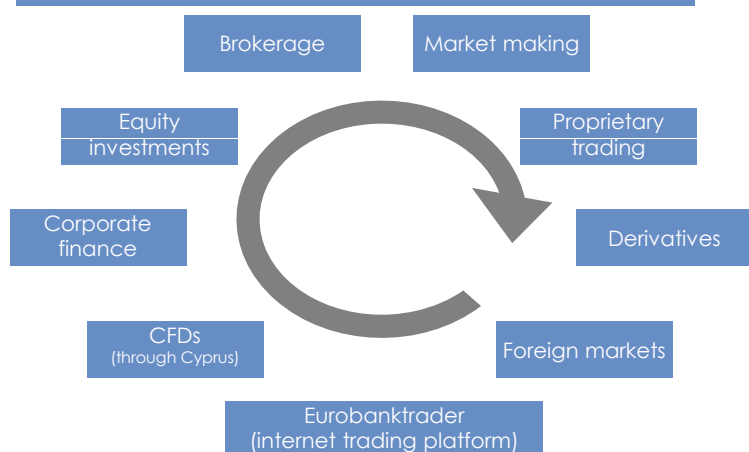 Brokerage
Market making
Equity
investments
Proprietary
trading
Corporate
finance
Derivatives
CFDs
(through Cyprus)
Foreign markets
Eurobanktrader
(internet trading platform)